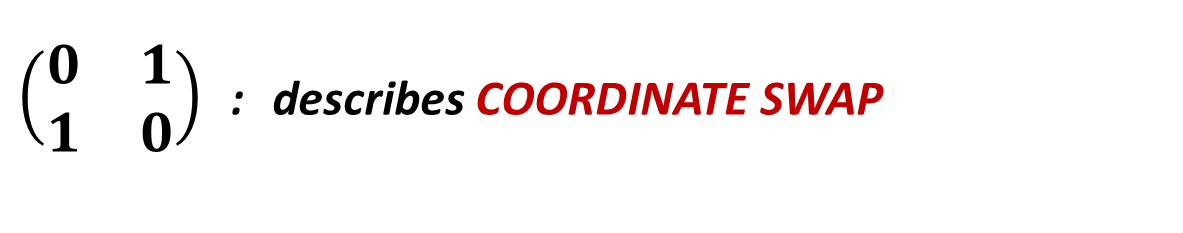 (0 1
1 0) : describes COORDINATE SWAP